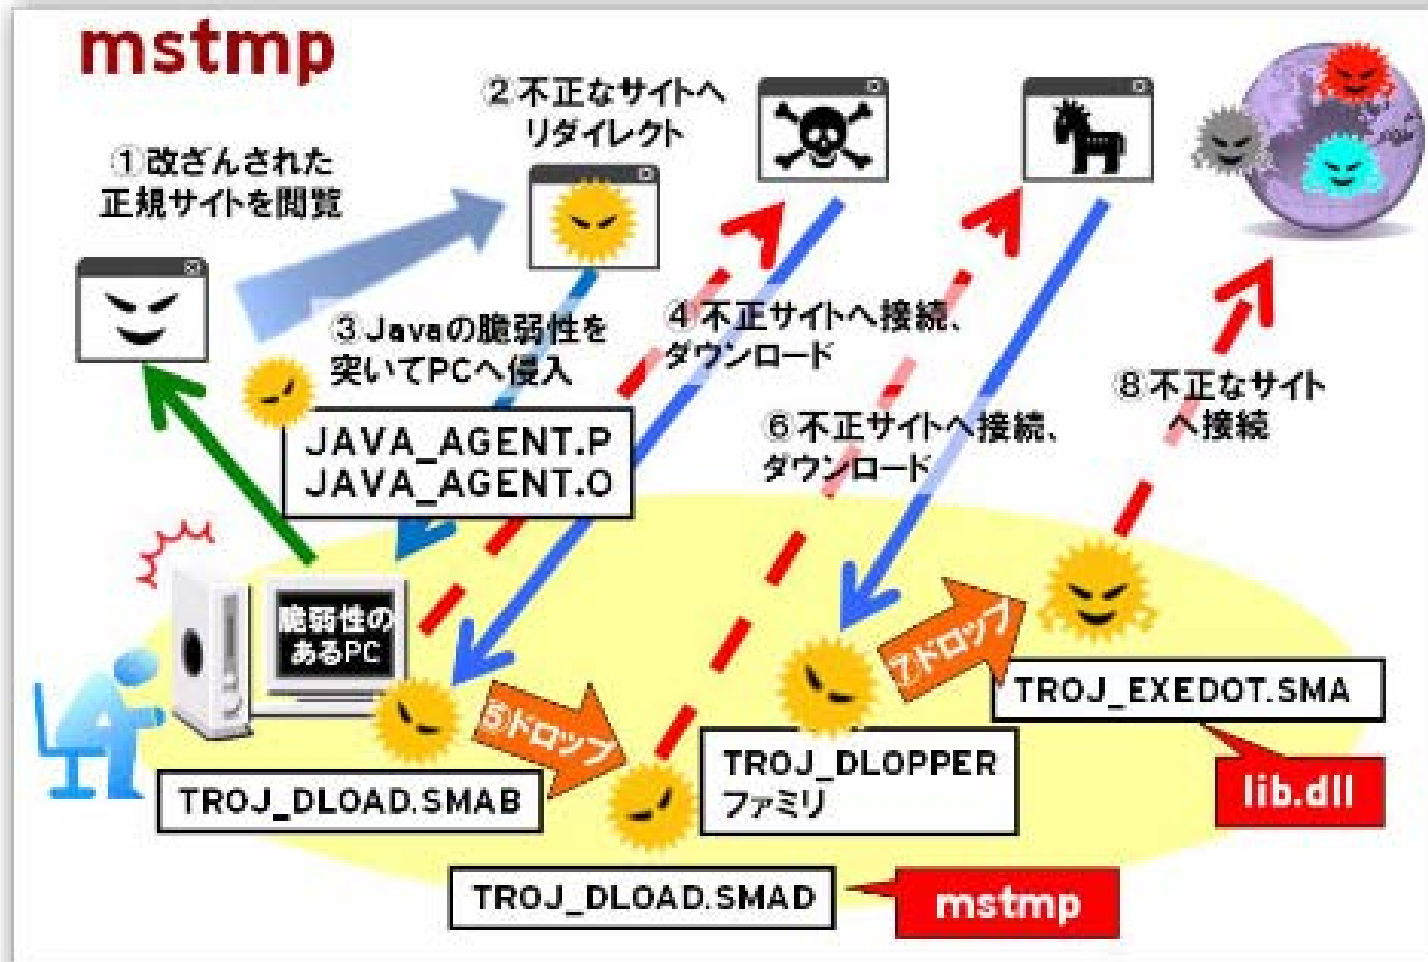 mstmp
①改ざんされた
正規サイトを閲覧
②不正なサイトへ
リダイレクト
③Javaの脆弱性を
突いてPCへ侵入
JAVA_AGENT.P
JAVA_AGENT.O
④不正サイトへ接続、
ダウンロード
⑥不正サイトへ接続、
ダウンロード
⑧不正なサイト
へ接続
脆弱性の
あるPC
⑤ドロップ
⑦ドロップ
TROJ_DLOAD.SMAB
TROJ_DLOPPER
ファミリ
TROJ_EXEDOT.SMA
lib.dll
TROJ_DLOAD.SMAD
mstmp